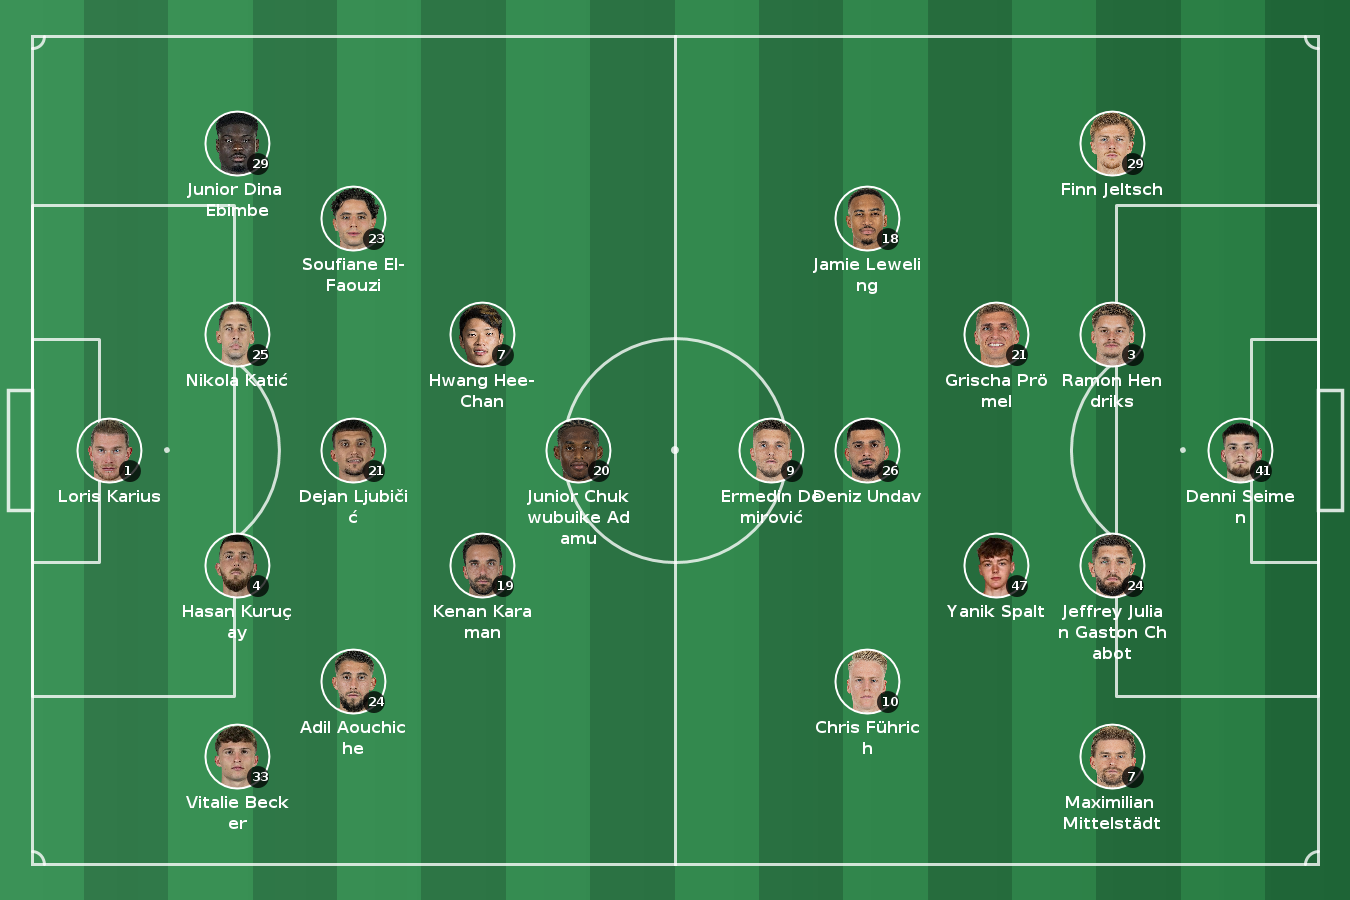 29
Junior Dina
Ebimbe
29
Finn Jeltsch
23
Soufiane El-
Faouzi
18
Jamie Leweli
ng
25
Nikola Katić
7
Hwang Hee-
Chan
21
Grischa Prö
mel
3
Ramon Hen
driks
1
Loris Karius
21
Dejan Ljubiči
ć
20
Junior Chuk
wubuike Ad
amu
9
Ermedin De
mirović
26
Deniz Undav
41
Denni Seime
n
4
Hasan Kuruç
ay
19
Kenan Kara
man
47
Yanik Spalt
24
Jeffrey Julia
n Gaston Ch
abot
24
Adil Aouchic
he
10
Chris Führic
h
33
Vitalie Beck
er
7
Maximilian
Mittelstädt